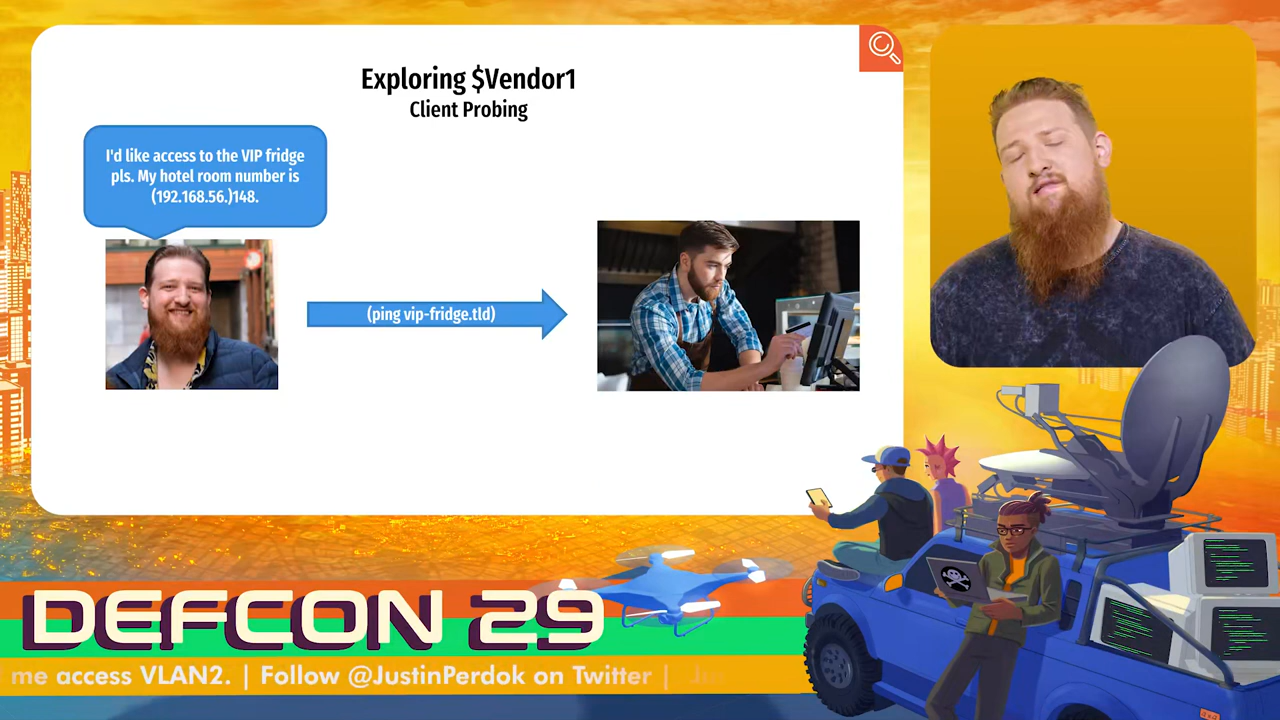 Exploring $Vendor1
Client Probing
I'd like access to the VIP fridge
pls. My hotel room number is
(192.168.56.)148.
(ping vip-fridge.tld)
DEFCON 29
me access VLAN2. | Follow @JustinPerdok on Twitter |